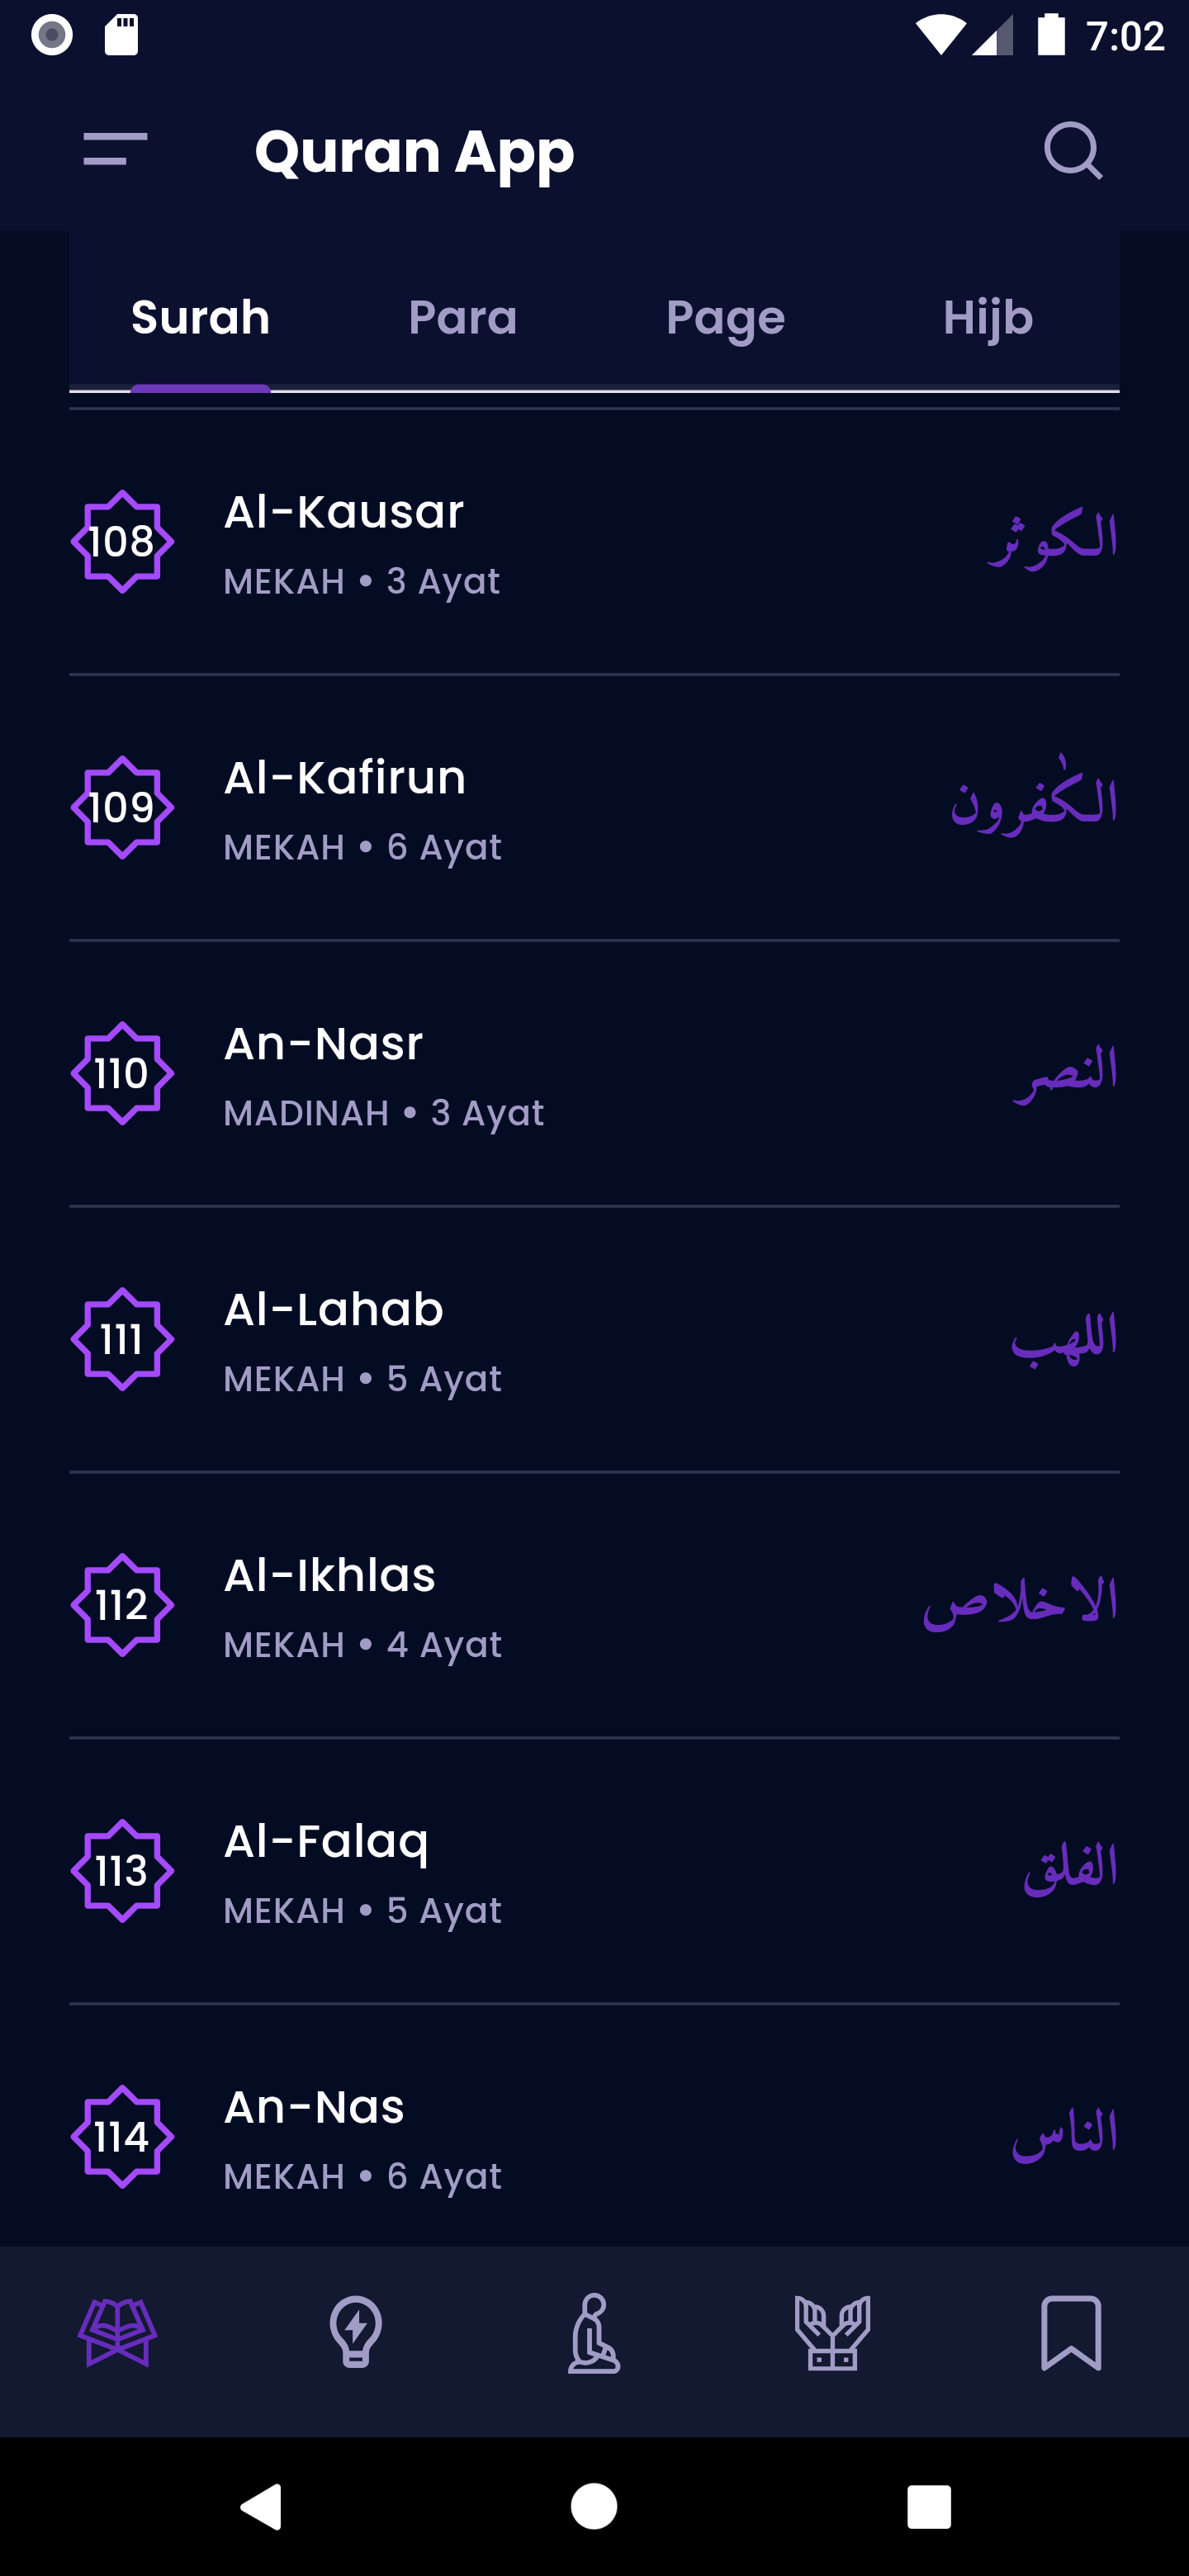 7:02
Quran App
Surah Para Page Hijb
108 Al-Kausar الكوثر
MEKAH • 3 Ayat
109 Al-Kafirun الكٰفرون
MEKAH • 6 Ayat
110 An-Nasr النصر
MADINAH • 3 Ayat
111 Al-Lahab اللهب
MEKAH • 5 Ayat
112 Al-Ikhlas الاخلاص
MEKAH • 4 Ayat
113 Al-Falaq الفلق
MEKAH • 5 Ayat
114 An-Nas الناس
MEKAH • 6 Ayat